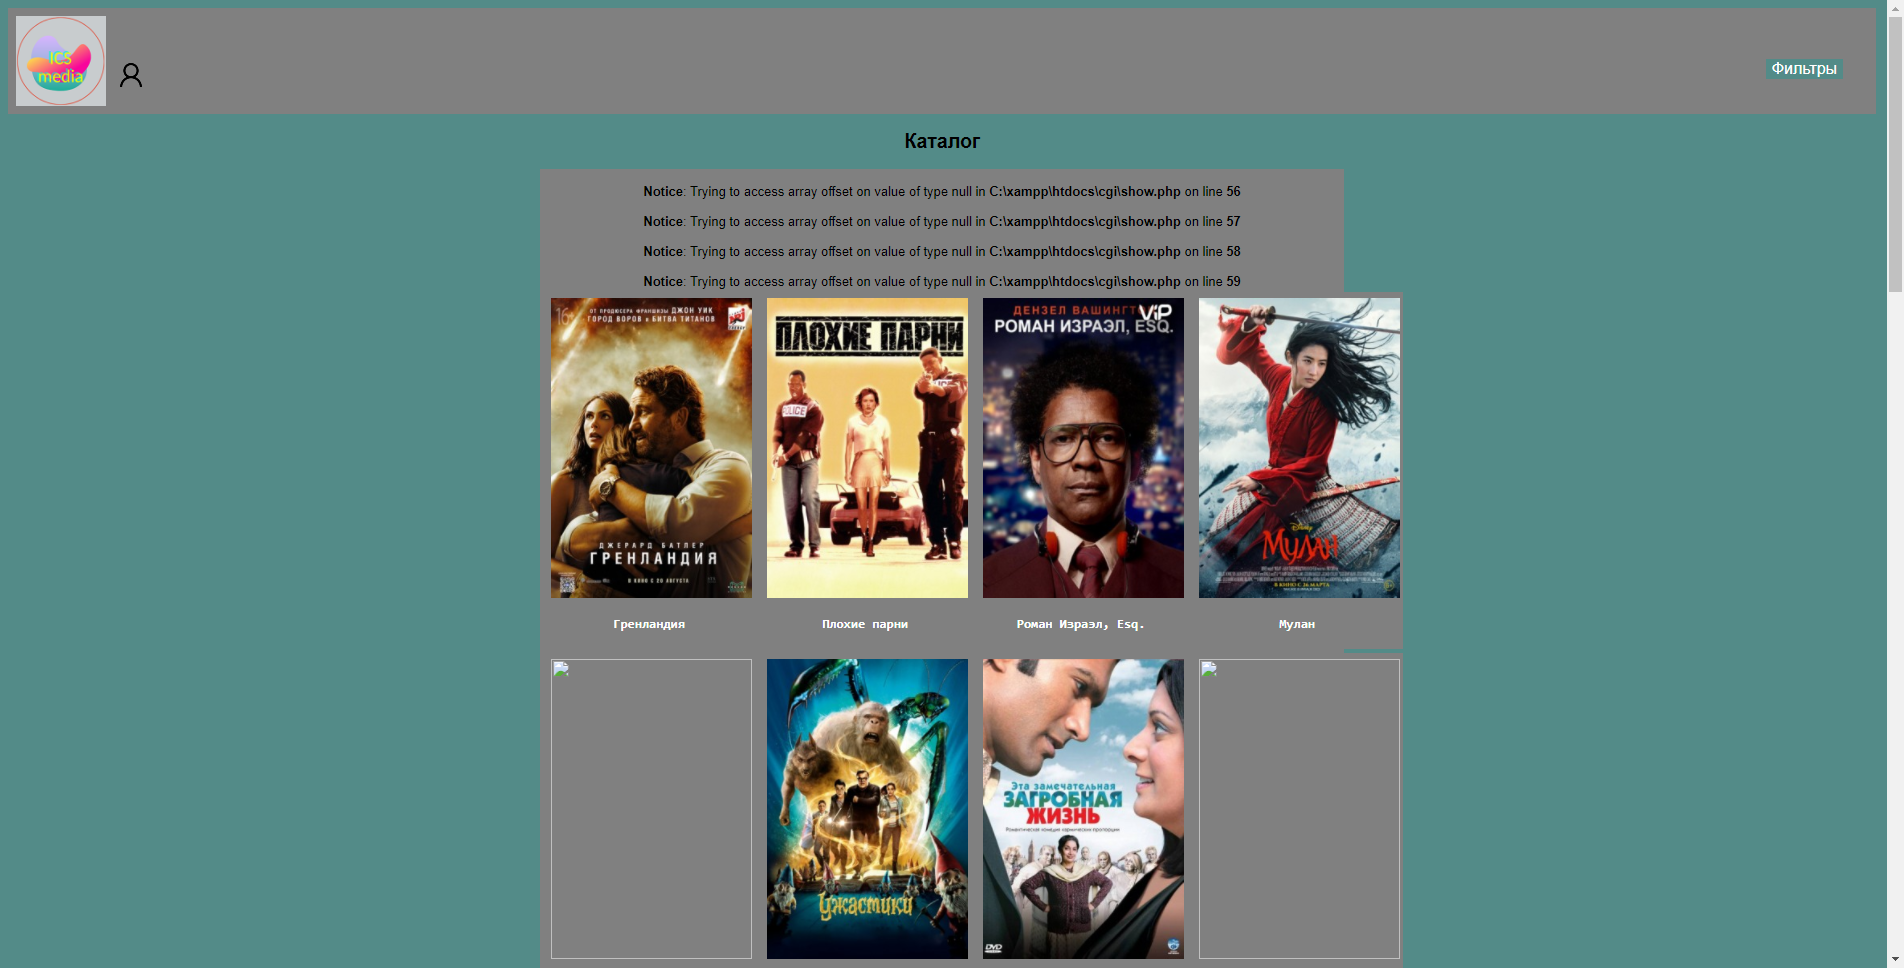 ICS
media
Фильтры
Каталог
Notice: Trying to access array offset on value of type null in C:\xampp\htdocs\cgi\show.php on line 56
Notice: Trying to access array offset on value of type null in C:\xampp\htdocs\cgi\show.php on line 57
Notice: Trying to access array offset on value of type null in C:\xampp\htdocs\cgi\show.php on line 58
Notice: Trying to access array offset on value of type null in C:\xampp\htdocs\cgi\show.php on line 59
16+
ОТ ПРОДЮСЕРА ФРАНШИЗЫ ДЖОН УИК
ГОРОД ВОРОВ и БИТВА ТИТАНОВ
NRJ
ДЖЕРАРД БАТЛЕР
ГРЕНЛАНДИЯ
В КИНО С 20 АВГУСТА
ПЛОХИЕ ПАРНИ
POLICE
ДЕНЗЕЛ ВАШИНГТ
ViP
РОМАН ИЗРАЭЛ, ESQ.
Disney
МУЛАН
В КИНО С 26 МАРТА
Гренландия
Плохие парни
Роман Израэл, Esq.
Мулан
Ужастики
Эта замечательная
ЗАГРОБНАЯ
ЖИЗНЬ
Романтическая комедия кармических пропорций
DVD